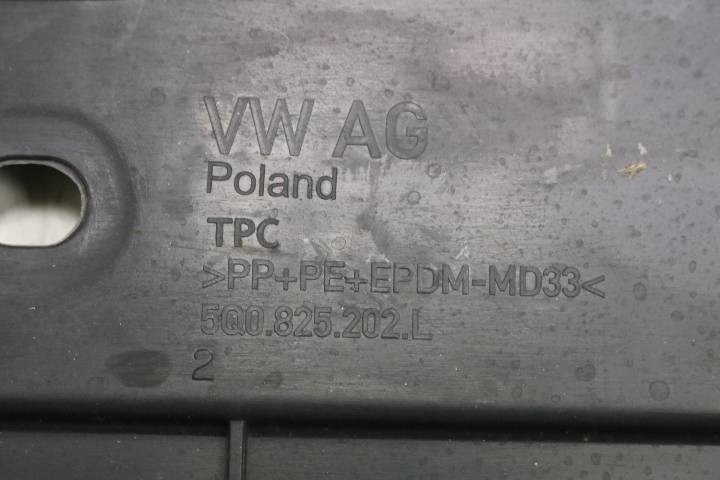 VW AG
Poland
TPC
>PP+PE+EPDM-MD33<
5Q0.825.202.L
2